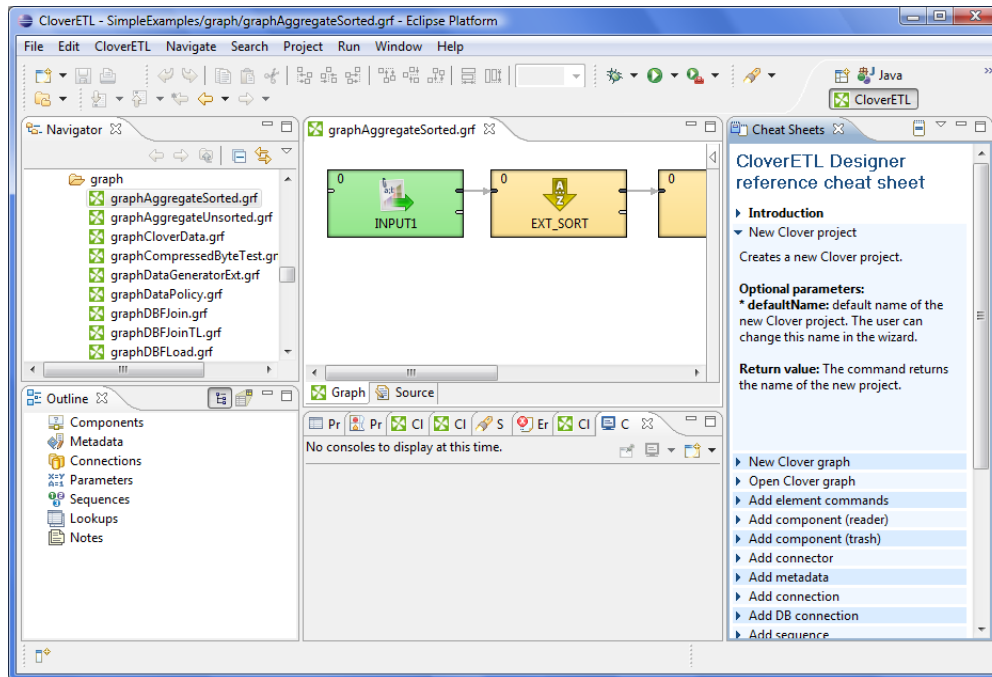 CloverETL - SimpleExamples/graph/graphAggregateSorted.grf - Eclipse Platform
File Edit CloverETL Navigate Search Project Run Window Help
Java
CloverETL
Navigator
graph
graphAggregateSorted.grf
graphAggregateUnsorted.grf
graphCloverData.grf
graphCompressedByteTest.gr
graphDataGeneratorExt.grf
graphDataPolicy.grf
graphDBFJoin.grf
graphDBFJoinTL.grf
graphDBFLoad.grf
Outline
Components
Metadata
Connections
X=Y
A=1
Parameters
Sequences
Lookups
Notes
graphAggregateSorted.grf
0
a;t;
INPUT1
0
A
Z
EXT_SORT
0
Graph Source
Pr Pr Cl Cl S Er Cl C
No consoles to display at this time.
Cheat Sheets
CloverETL Designer
reference cheat sheet
Introduction
New Clover project
Creates a new Clover project.
Optional parameters:
* defaultName: default name of the
new Clover project. The user can
change this name in the wizard.
Return value: The command returns
the name of the new project.
New Clover graph
Open Clover graph
Add element commands
Add component (reader)
Add component (trash)
Add connector
Add metadata
Add connection
Add DB connection
Add sequence